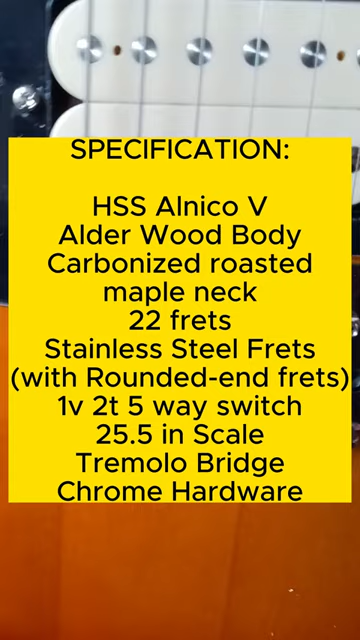 SPECIFICATION:
HSS Alnico V
Alder Wood Body
Carbonized roasted
maple neck
22 frets
Stainless Steel Frets
(with Rounded-end frets)
1v 2t 5 way switch
25.5 in Scale
Tremolo Bridge
Chrome Hardware